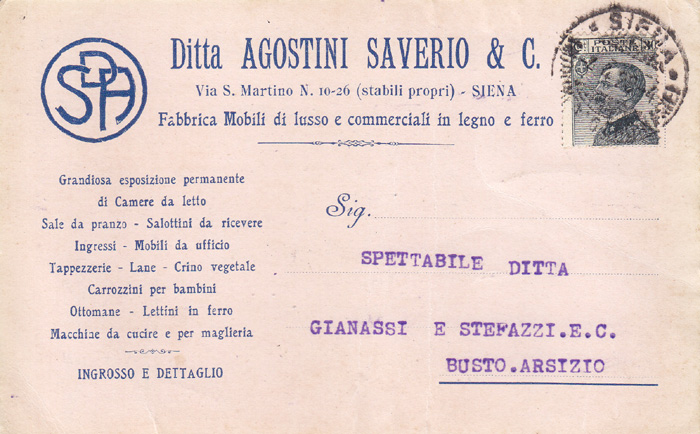 SDA
Ditta AGOSTINI SAVERIO & C.
Via S. Martino N. 10-26 (stabili propri) - SIENA
Fabbrica Mobili di lusso e commerciali in legno e ferro
POSTE
ITALIANE
SIENA
Grandiosa esposizione permanente
di Camere da letto
Sale da pranzo - Salottini da ricevere
Ingressi - Mobili da ufficio
Tappezzerie - Lane - Crino vegetale
Carrozzini per bambini
Ottomane - Lettini in ferro
Macchine da cucire e per maglieria
INGROSSO E DETTAGLIO
Sig.
SPETTABILE DITTA
GIANASSI E STEFAZZI.E.C.
BUSTO.ARSIZIO